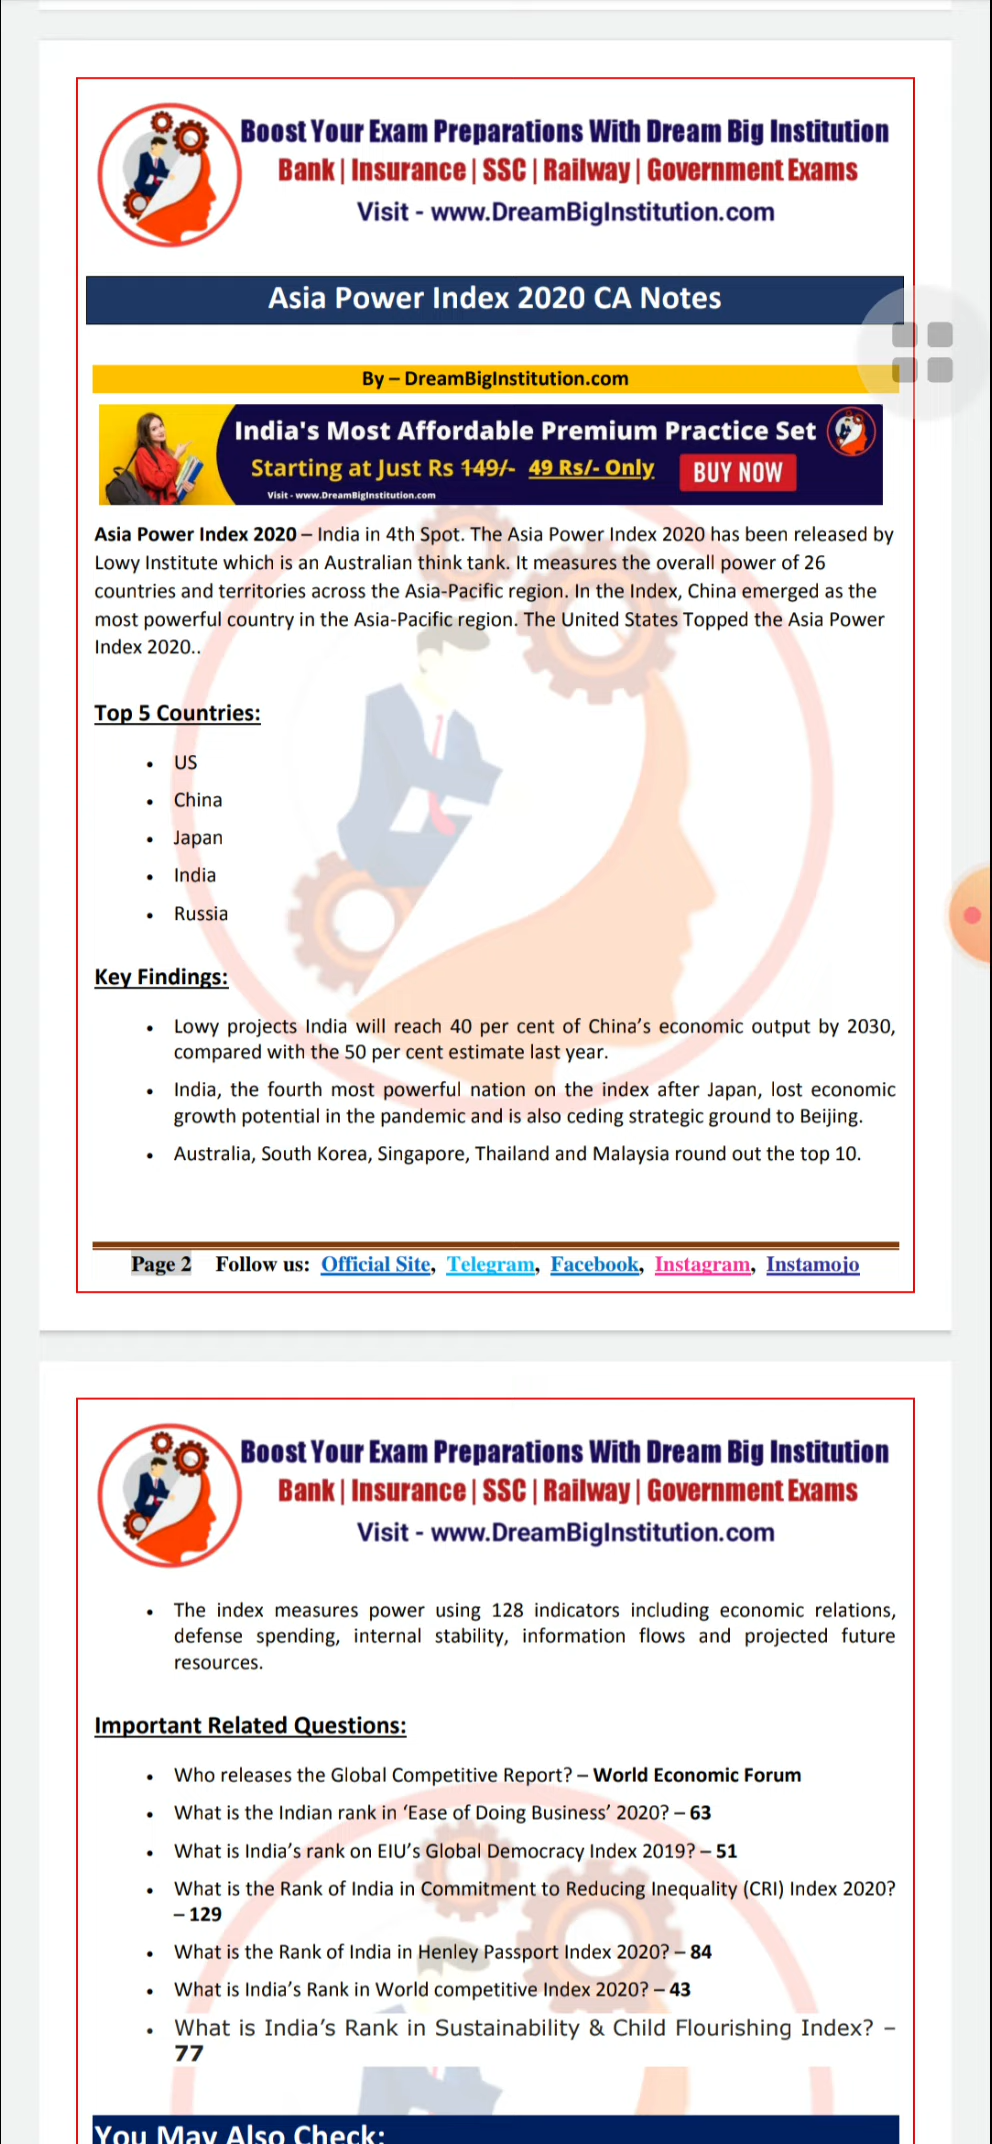 Boost Your Exam Preparations With Dream Big Institution
Bank | Insurance | SSC | Railway | Government Exams
Visit - www.DreamBigInstitution.com
Asia Power Index 2020 CA Notes
By – DreamBigInstitution.com
India's Most Affordable Premium Practice Set
Starting at Just Rs 149/- 49 Rs/- Only
BUY NOW
Visit - www.DreamBigInstitution.com
Asia Power Index 2020 – India in 4th Spot. The Asia Power Index 2020 has been released by
Lowy Institute which is an Australian think tank. It measures the overall power of 26
countries and territories across the Asia-Pacific region. In the Index, China emerged as the
most powerful country in the Asia-Pacific region. The United States Topped the Asia Power
Index 2020..
Top 5 Countries:
• US
• China
• Japan
• India
• Russia
Key Findings:
• Lowy projects India will reach 40 per cent of China’s economic output by 2030,
compared with the 50 per cent estimate last year.
• India, the fourth most powerful nation on the index after Japan, lost economic
growth potential in the pandemic and is also ceding strategic ground to Beijing.
• Australia, South Korea, Singapore, Thailand and Malaysia round out the top 10.
Page 2 Follow us: Official Site, Telegram, Facebook, Instagram, Instamojo
Boost Your Exam Preparations With Dream Big Institution
Bank | Insurance | SSC | Railway | Government Exams
Visit - www.DreamBigInstitution.com
• The index measures power using 128 indicators including economic relations,
defense spending, internal stability, information flows and projected future
resources.
Important Related Questions:
• Who releases the Global Competitive Report? – World Economic Forum
• What is the Indian rank in ‘Ease of Doing Business’ 2020? – 63
• What is India’s rank on EIU’s Global Democracy Index 2019? – 51
• What is the Rank of India in Commitment to Reducing Inequality (CRI) Index 2020?
– 129
• What is the Rank of India in Henley Passport Index 2020? – 84
• What is India’s Rank in World competitive Index 2020? – 43
• What is India’s Rank in Sustainability & Child Flourishing Index? –
77
You May Also Check: